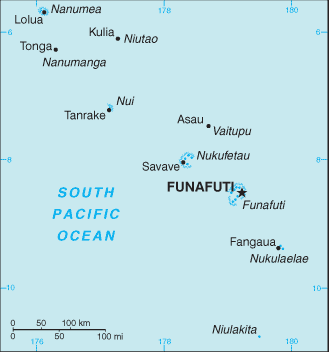 178
180
Nanumea
Lolua
6
Kulia
Niutao
6
Tonga
Nanumanga
Nui
Tanrake
Asau
Vaitupu
8
Nukufetau
8
Savave
FUNAFUTI
SOUTH
PACIFIC
OCEAN
Funafuti
Fangaua
Nukulaelae
10
10
0 50 100 km
0 50 100 mi
Niulakita
176
178
180